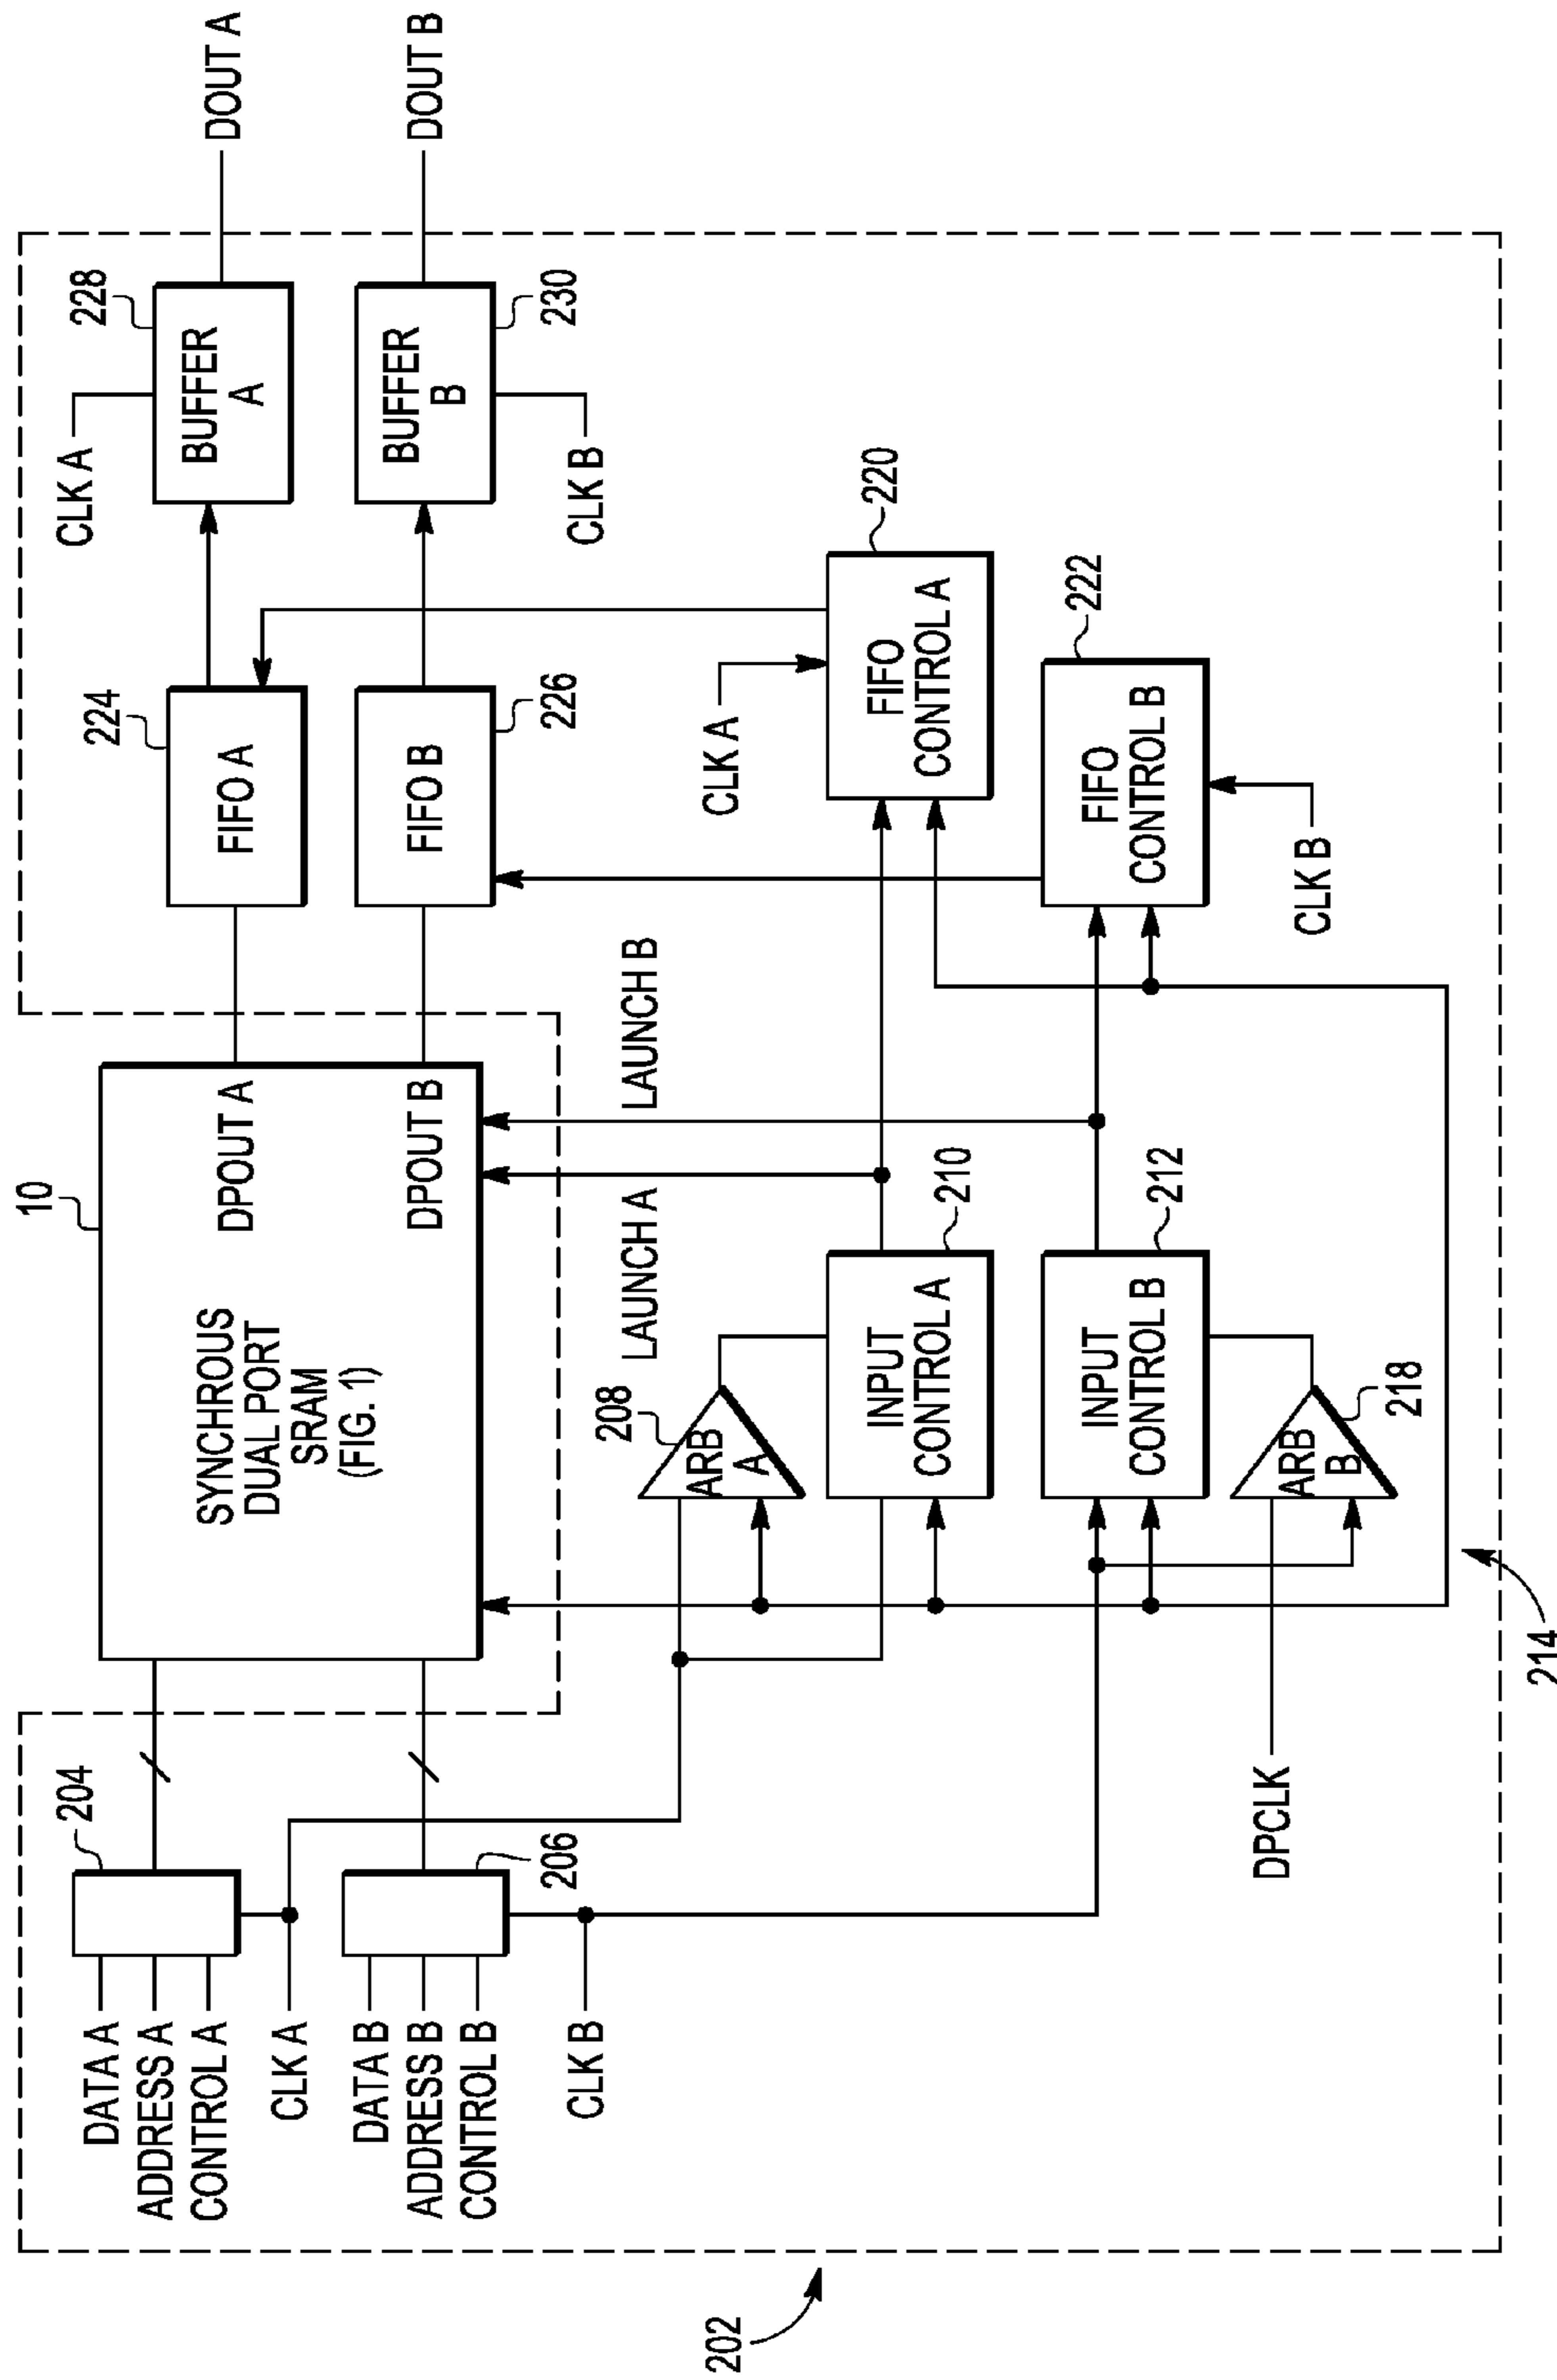 DATA A
ADDRESS A
CONTROL A
CLK A
DATA B
ADDRESS B
CONTROL B
CLK B
204
206
10
SYNCHROUS
DUAL PORT
SRAM
(FIG. 1)
DPOUT A
DPOUT B
224
FIFO A
FIFO B
226
CLK A
228
BUFFER
A
BUFFER
B
230
CLK B
DOUT A
DOUT B
LAUNCH A
LAUNCH B
208
ARB
A
INPUT
CONTROL A
210
INPUT
CONTROL B
212
ARB
B
218
DPCLK
CLK A
FIFO
CONTROL A
220
FIFO
CONTROL B
222
CLK B
202
214